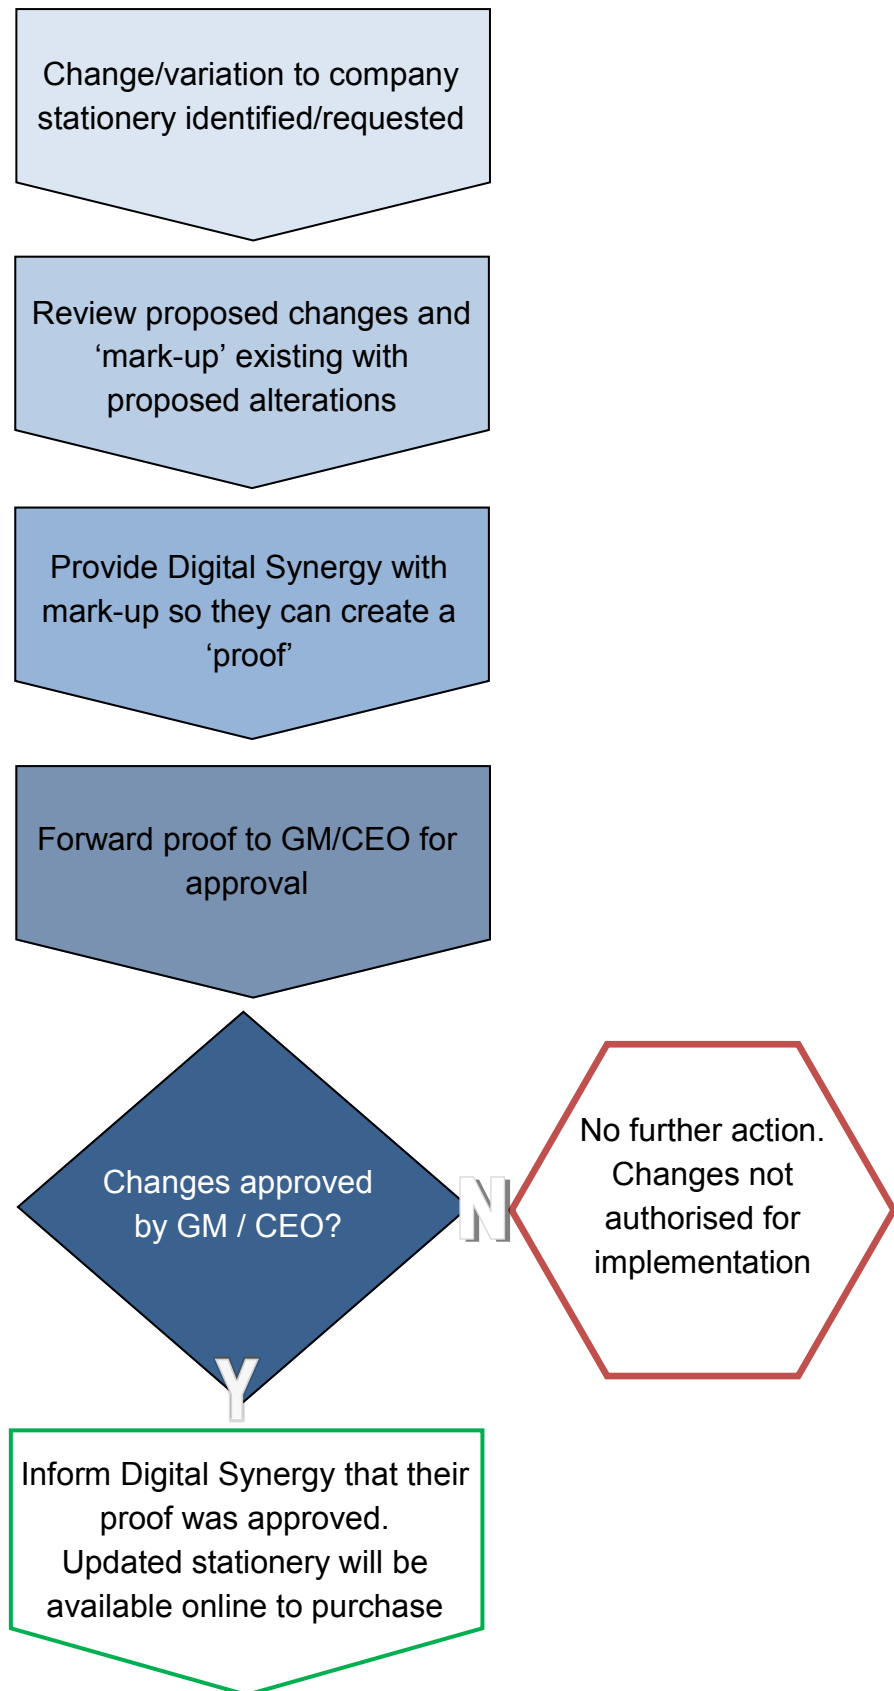 Change/variation to company
stationery identified/requested
Review proposed changes and
‘mark-up’ existing with
proposed alterations
Provide Digital Synergy with
mark-up so they can create a
‘proof’
Forward proof to GM/CEO for
approval
Changes approved
by GM / CEO?
N
No further action.
Changes not
authorised for
implementation
Y
Inform Digital Synergy that their
proof was approved.
Updated stationery will be
available online to purchase